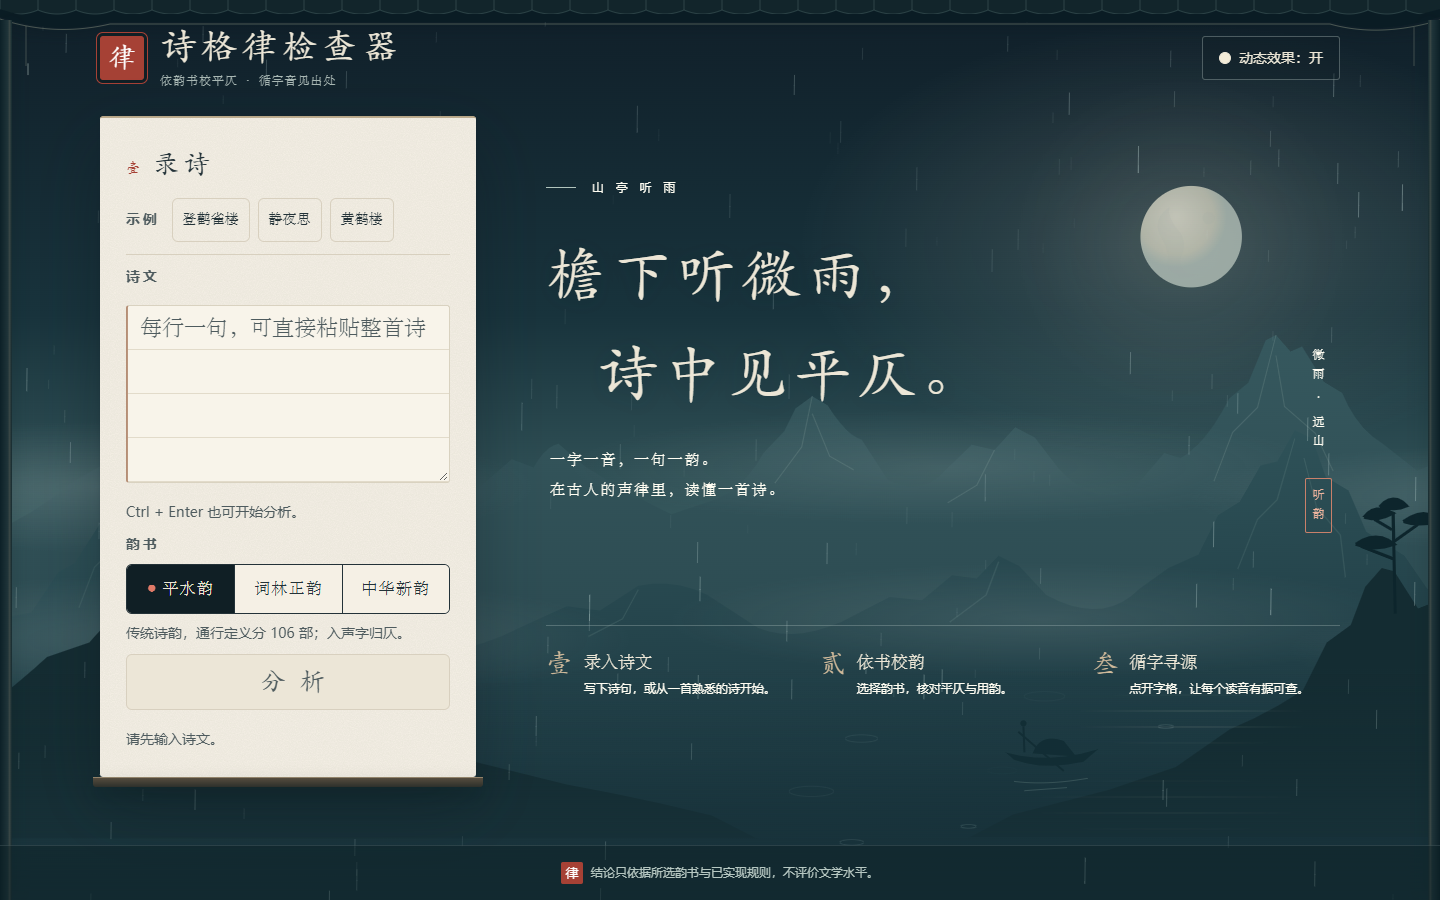 律
诗格律检查器
依韵书校平仄 · 循字音见出处
动态效果：开
壹 录诗
示例 登鹳雀楼 静夜思 黄鹤楼
诗文
每行一句，可直接粘贴整首诗
Ctrl + Enter 也可开始分析。
韵书
平水韵 词林正韵 中华新韵
传统诗韵，通行定义分 106 部；入声字归仄。
分 析
请先输入诗文。
山亭听雨
檐下听微雨，
诗中见平仄。
一字一音，一句一韵。
在古人的声律里，读懂一首诗。
微雨 · 远山
听韵
壹 录入诗文
写下诗句，或从一首熟悉的诗开始。
贰 依书校韵
选择韵书，核对平仄与用韵。
叁 循字寻源
点开字格，让每个读音有据可查。
律 结论只依据所选韵书与已实现规则，不评价文学水平。